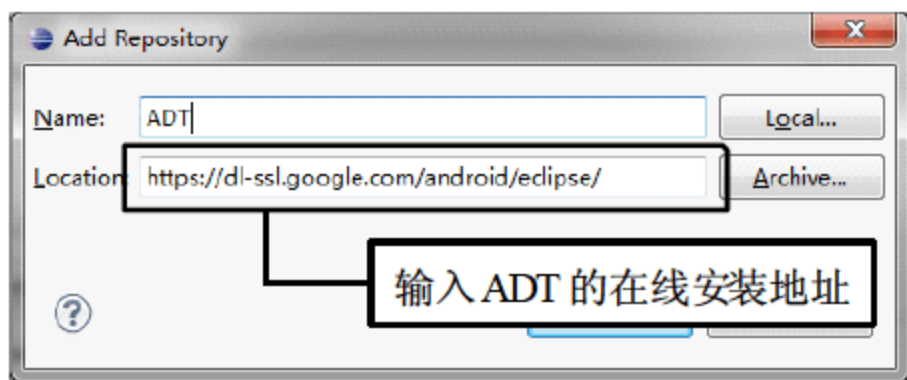 Add Repository
Name: ADT Local...
Location: https://dl-ssl.google.com/android/eclipse/ Archive...
输入ADT的在线安装地址
?